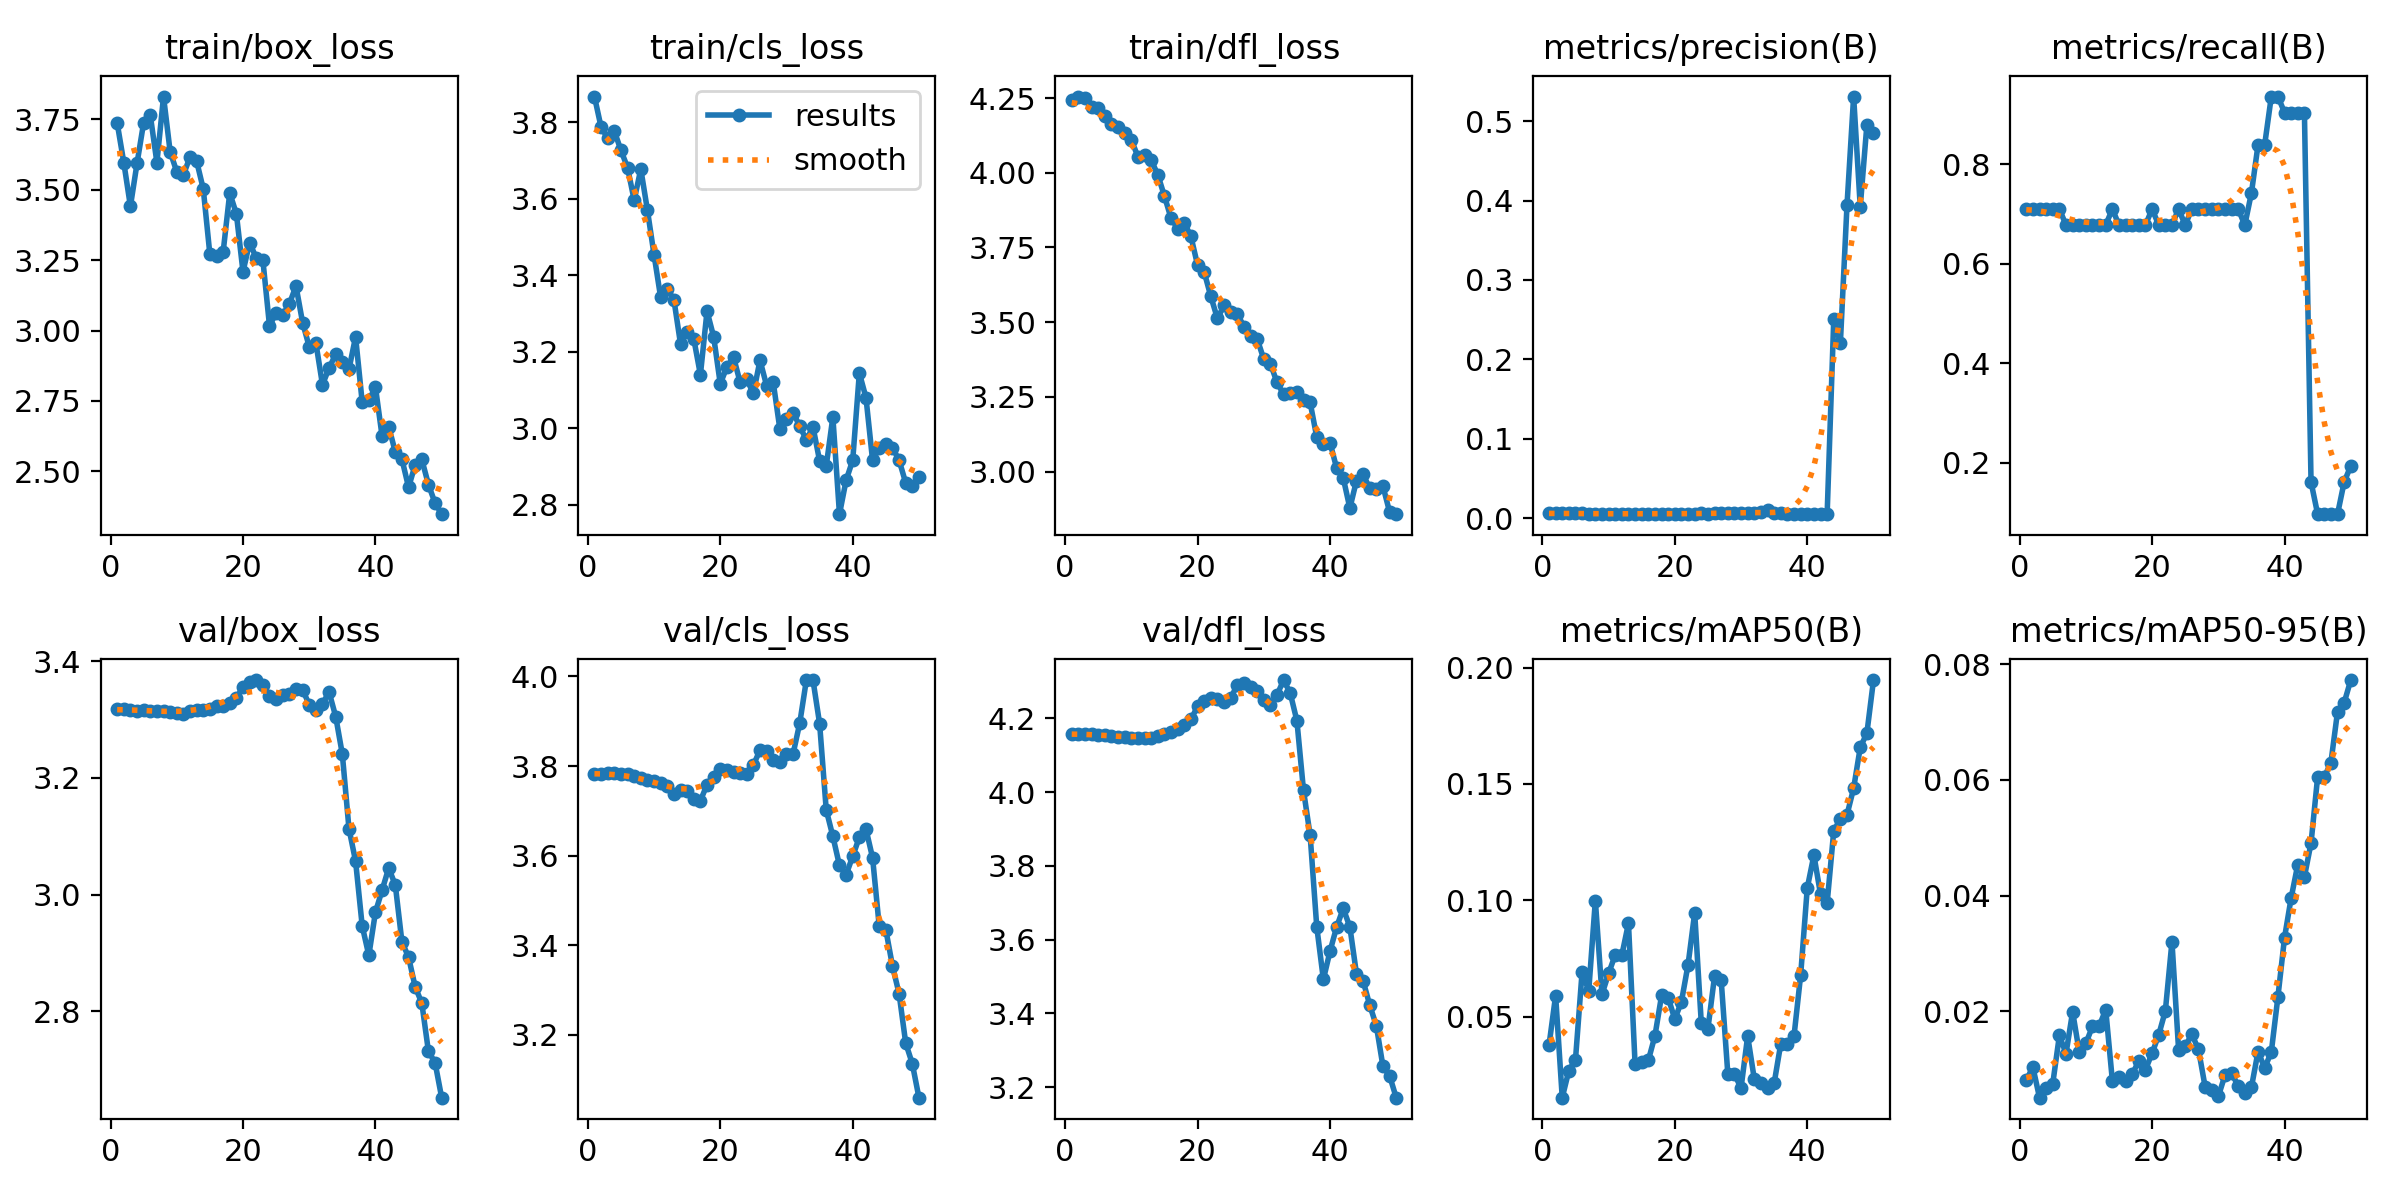 train/box_loss
3.75
3.50
3.25
3.00
2.75
2.50
0 20 40
train/cls_loss
results
smooth
3.8
3.6
3.4
3.2
3.0
2.8
0 20 40
train/dfl_loss
4.25
4.00
3.75
3.50
3.25
3.00
0 20 40
metrics/precision(B)
0.5
0.4
0.3
0.2
0.1
0.0
0 20 40
metrics/recall(B)
0.8
0.6
0.4
0.2
0 20 40
val/box_loss
3.4
3.2
3.0
2.8
0 20 40
val/cls_loss
4.0
3.8
3.6
3.4
3.2
0 20 40
val/dfl_loss
4.2
4.0
3.8
3.6
3.4
3.2
0 20 40
metrics/mAP50(B)
0.20
0.15
0.10
0.05
0 20 40
metrics/mAP50-95(B)
0.08
0.06
0.04
0.02
0 20 40